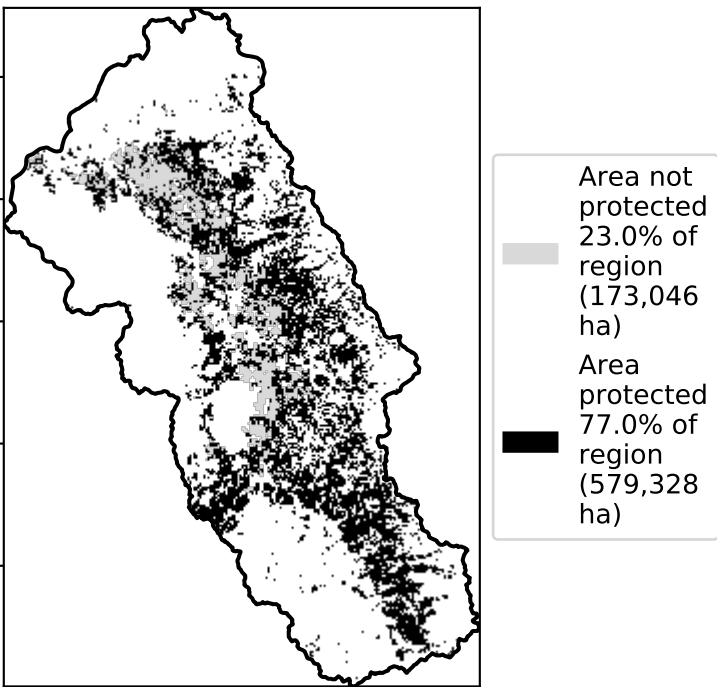 Area not
protected
23.0% of
region
(173,046
ha)
Area
protected
77.0% of
region
(579,328
ha)